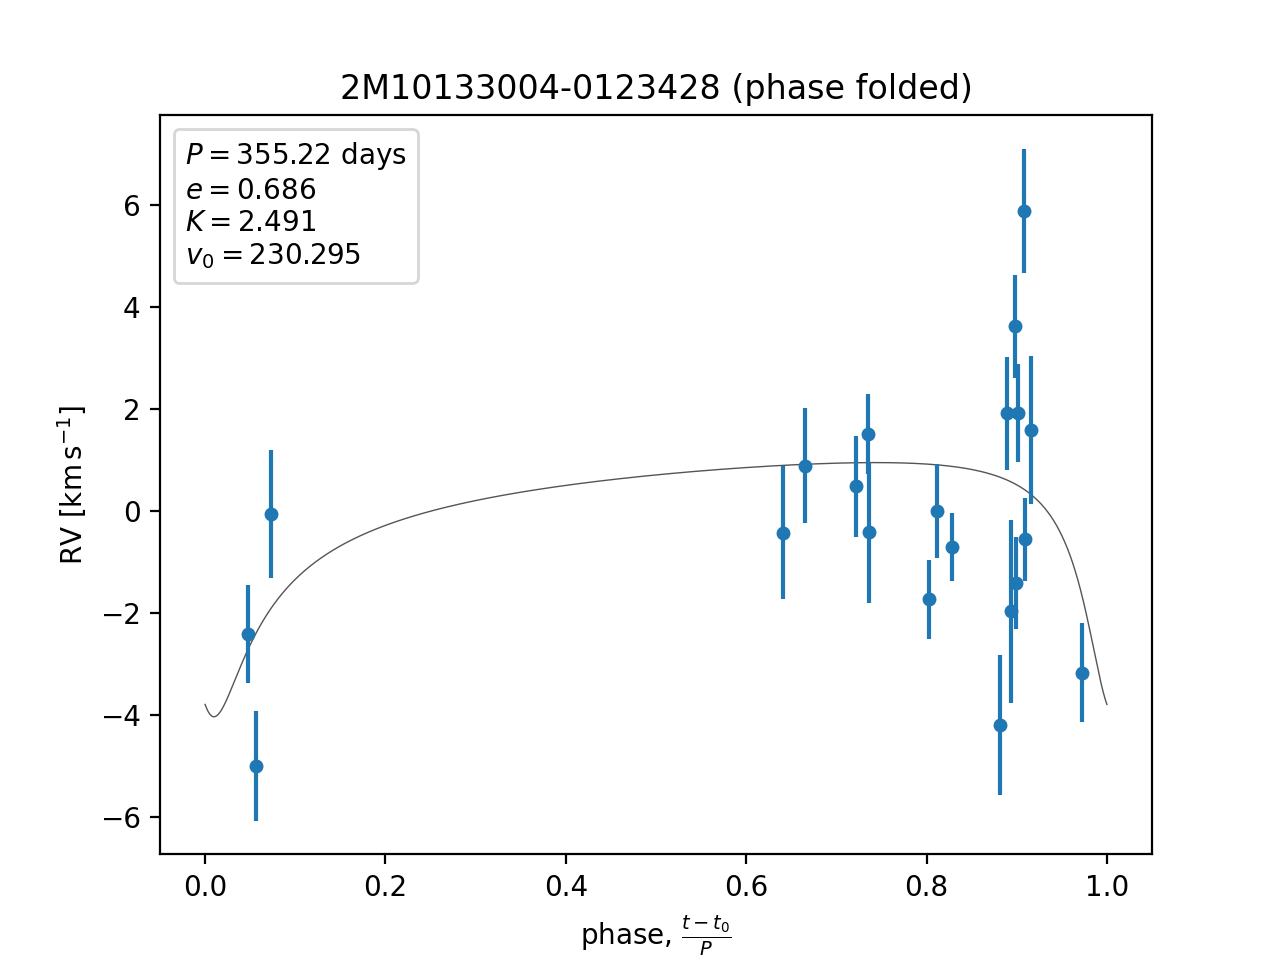 2M10133004-0123428 (phase folded)
P = 355.22 days
e = 0.686
K = 2.491
v₀ = 230.295
RV [km s⁻¹]
6
4
2
0
−2
−4
−6
0.0 0.2 0.4 0.6 0.8 1.0
phase, (t − t₀)/P